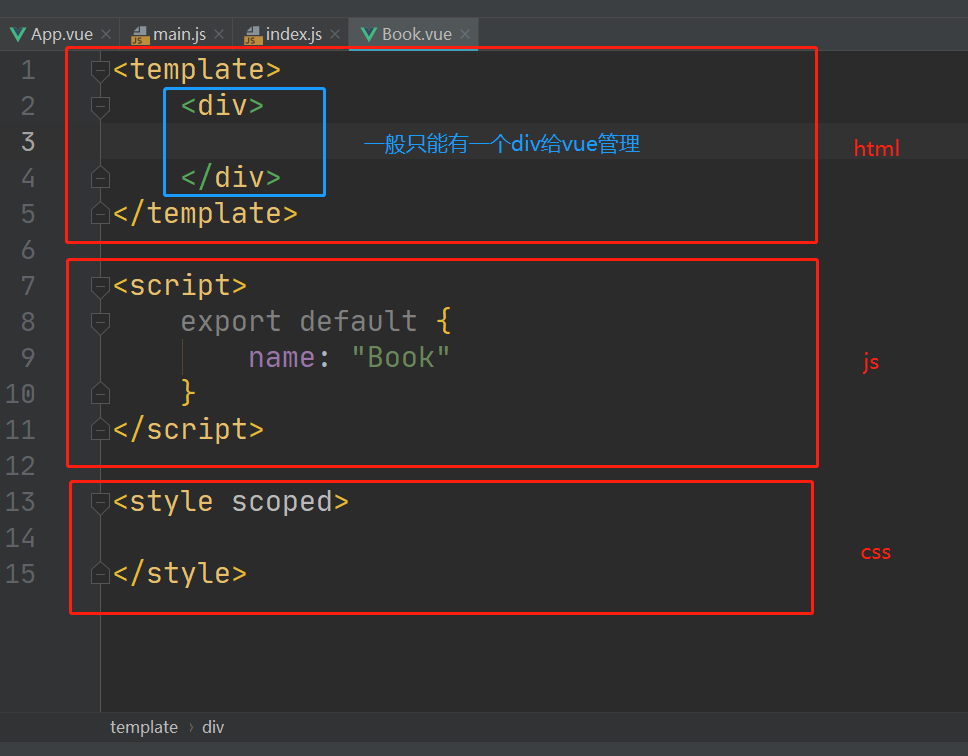 App.vue main.js index.js Book.vue
1 <template>
2 <div>
3 一般只能有一个div给vue管理 html
4 </div>
5 </template>
6
7 <script>
8 export default {
9 name: "Book" js
10 }
11 </script>
12
13 <style scoped>
14 css
15 </style>
template › div